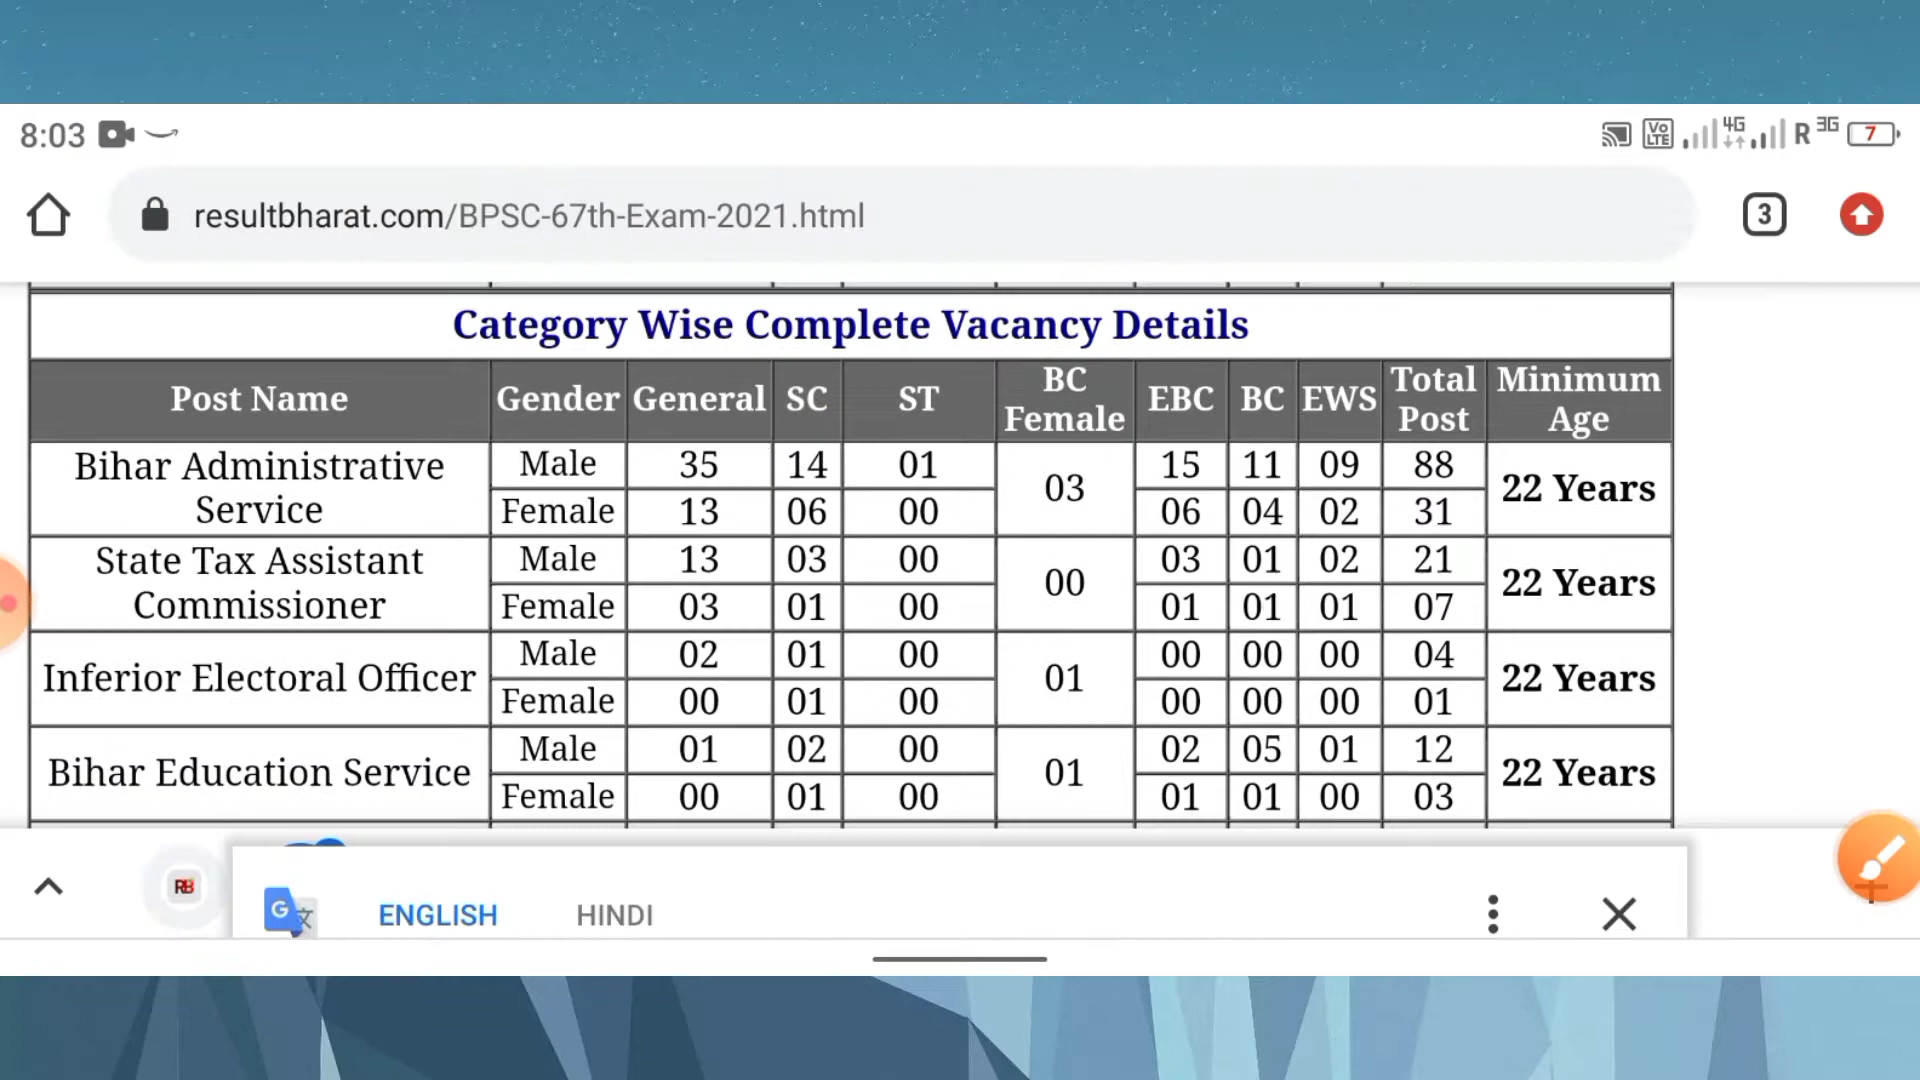 8:03 Vo LTE 4G R 3G 7
resultbharat.com/BPSC-67th-Exam-2021.html 3
Category Wise Complete Vacancy Details
Post Name Gender General SC ST BC Female EBC BC EWS Total Post Minimum Age
Bihar Administrative Service Male 35 14 01 03 15 11 09 88 22 Years
Female 13 06 00 06 04 02 31
State Tax Assistant Commissioner Male 13 03 00 00 03 01 02 21 22 Years
Female 03 01 00 01 01 01 07
Inferior Electoral Officer Male 02 01 00 01 00 00 00 04 22 Years
Female 00 01 00 00 00 00 01
Bihar Education Service Male 01 02 00 01 02 05 01 12 22 Years
Female 00 01 00 01 01 00 03
RB G 文 ENGLISH HINDI